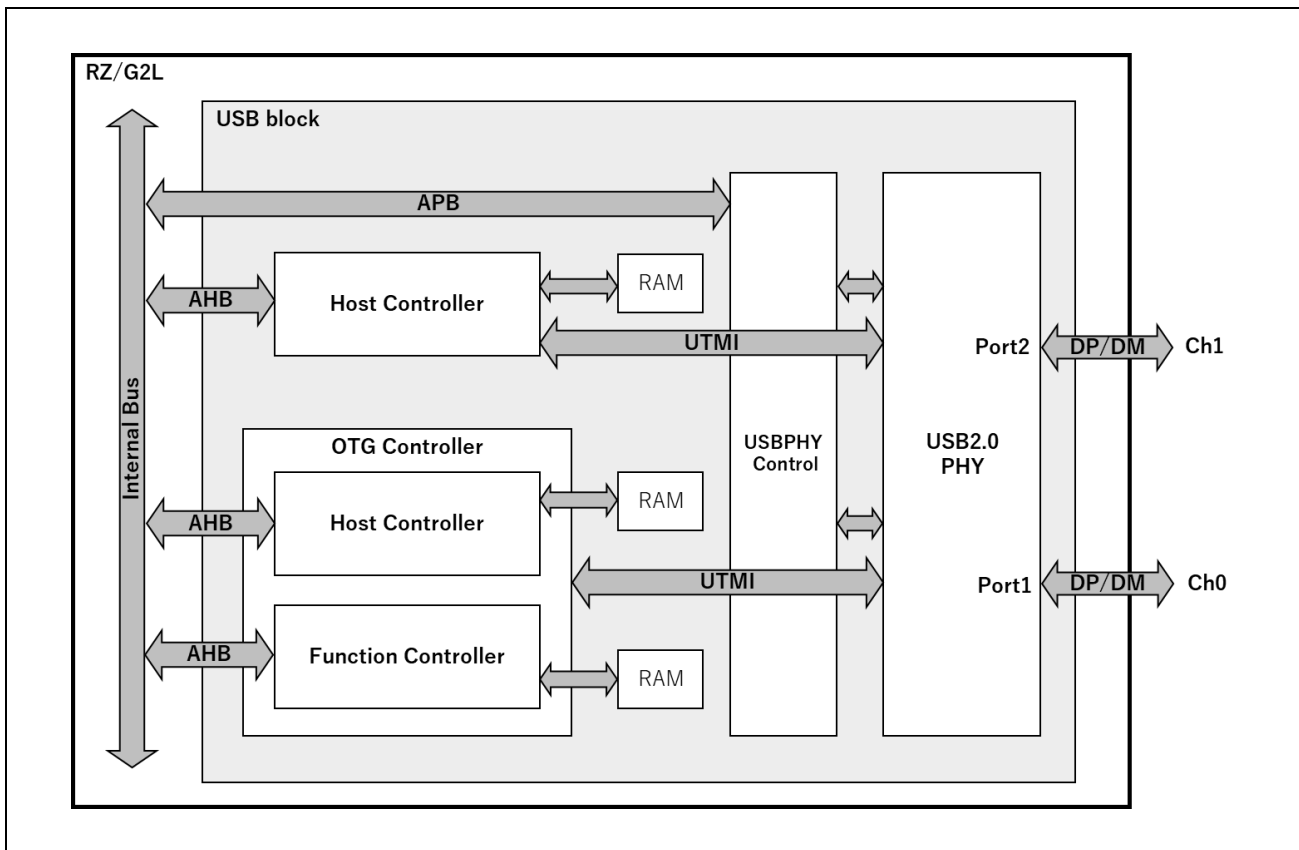 RZ/G2L
USB block
APB
AHB
Host Controller
RAM
UTMI
Port2
DP/DM
Ch1
Internal Bus
OTG Controller
USBPHY
Control
USB2.0
PHY
AHB
Host Controller
RAM
UTMI
Port1
DP/DM
Ch0
AHB
Function Controller
RAM